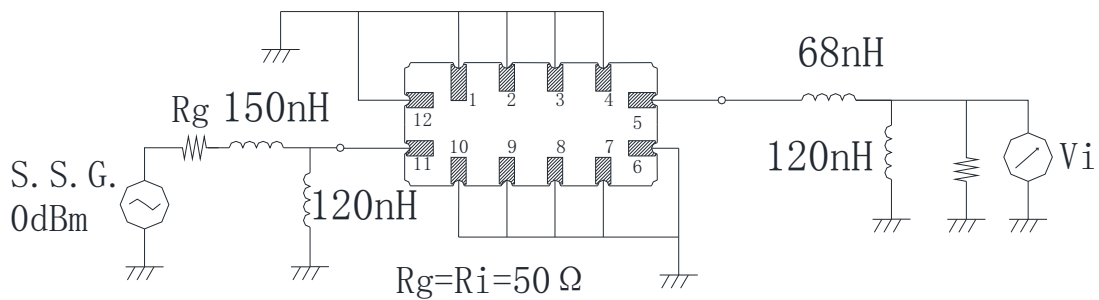 68nH
Rg 150nH
1 2 3 4
12 5
120nH
11 10 9 8 7 6
S.S.G.
0dBm
Vi
120nH
Rg=Ri=50Ω